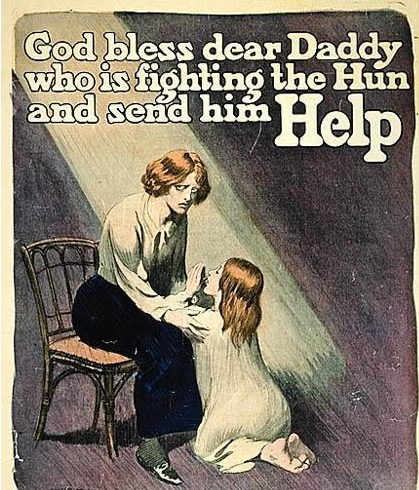 God bless dear Daddy
who is fighting the Hun
and send him Help